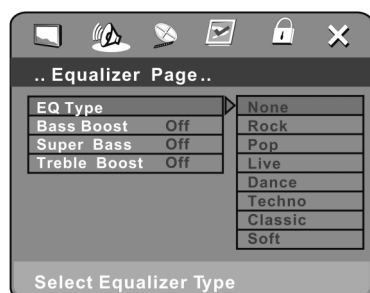 .. Equalizer Page..
EQ Type
Bass Boost Off
Super Bass Off
Treble Boost Off
None
Rock
Pop
Live
Dance
Techno
Classic
Soft
Select Equalizer Type